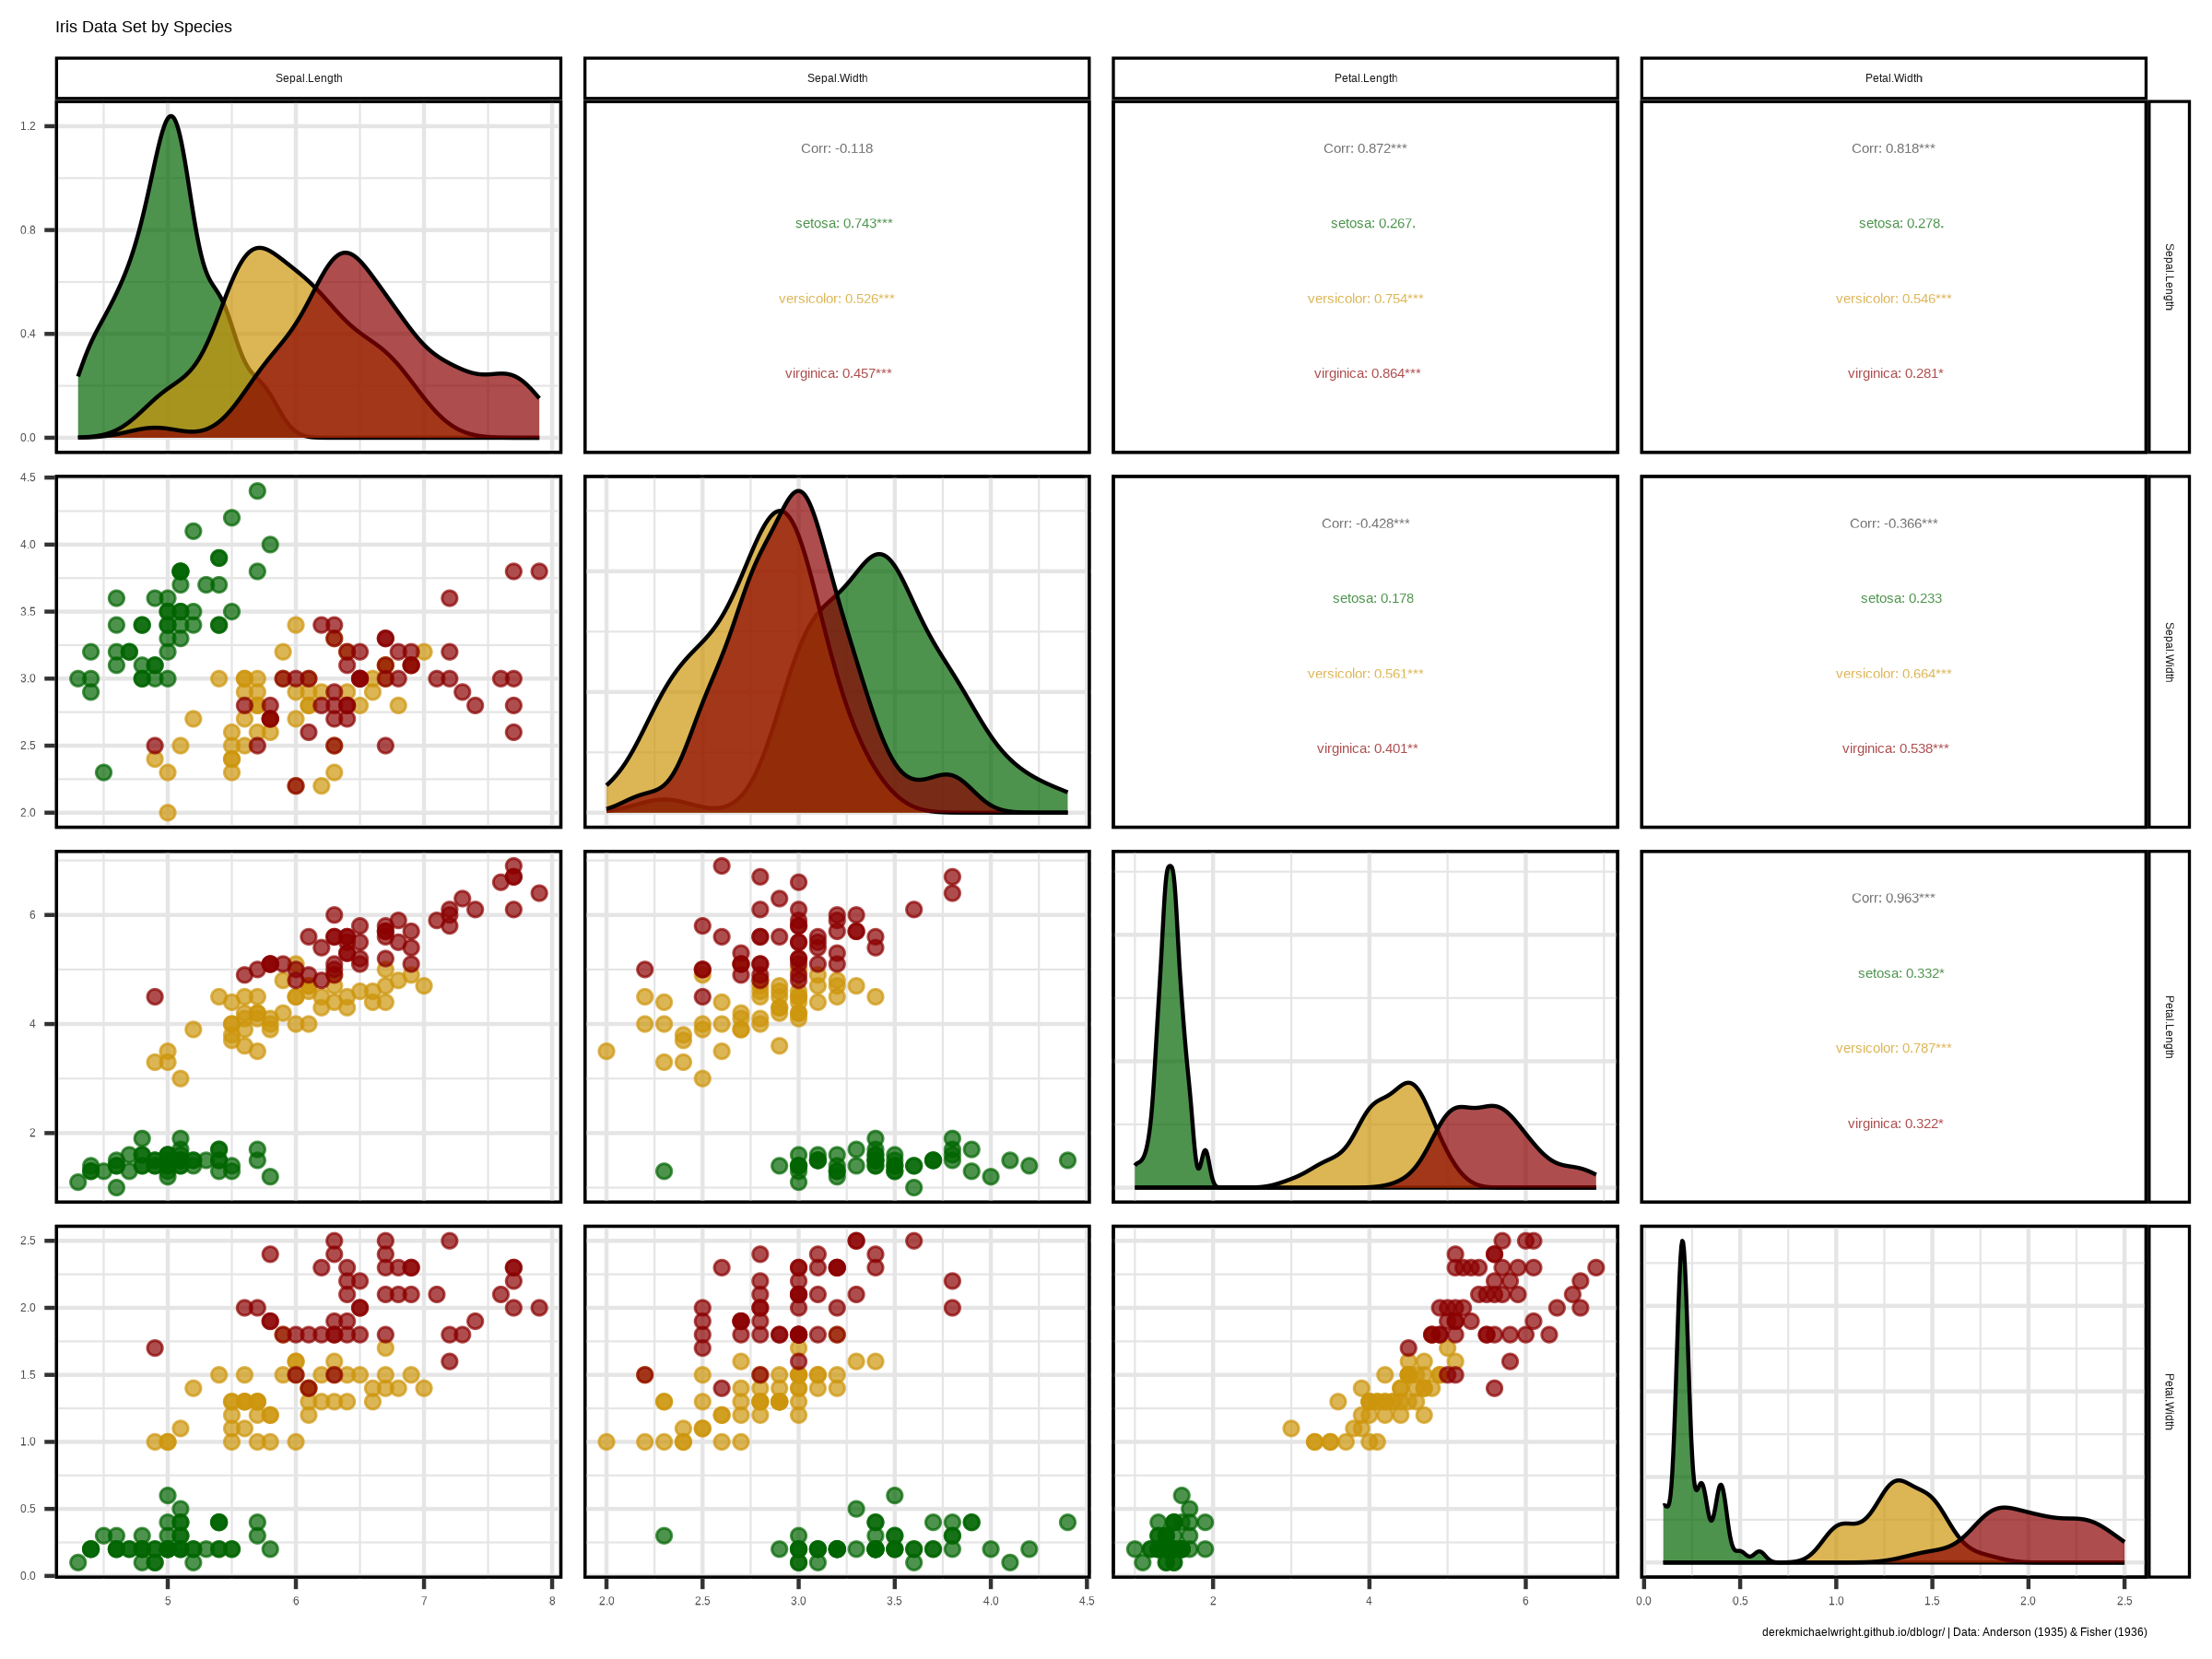 Iris Data Set by Species
Sepal.Length
Sepal.Width
Petal.Length
Petal.Width
1.2
0.8
0.4
0.0
Corr: -0.118
setosa: 0.743***
versicolor: 0.526***
virginica: 0.457***
Corr: 0.872***
setosa: 0.267.
versicolor: 0.754***
virginica: 0.864***
Corr: 0.818***
setosa: 0.278.
versicolor: 0.546***
virginica: 0.281*
Sepal.Length
4.5
4.0
3.5
3.0
2.5
2.0
Corr: -0.428***
setosa: 0.178
versicolor: 0.561***
virginica: 0.401**
Corr: -0.366***
setosa: 0.233
versicolor: 0.664***
virginica: 0.538***
Sepal.Width
6
4
2
Corr: 0.963***
setosa: 0.332*
versicolor: 0.787***
virginica: 0.322*
Petal.Length
2.5
2.0
1.5
1.0
0.5
0.0
Petal.Width
5 6 7 8
2.0 2.5 3.0 3.5 4.0 4.5
2 4 6
0.0 0.5 1.0 1.5 2.0 2.5
derekmichaelwright.github.io/dblogr/ | Data: Anderson (1935) & Fisher (1936)